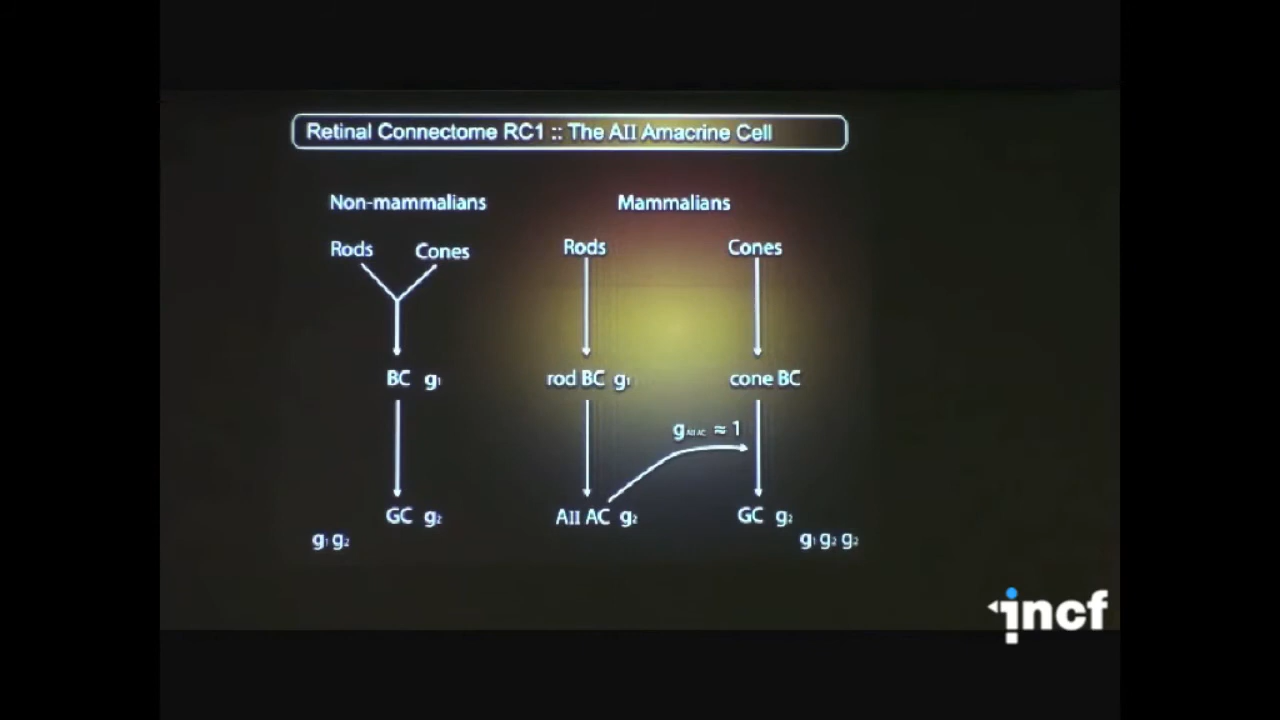 Retinal Connectome RC1 :: The AII Amacrine Cell
Non-mammalians
Mammalians
Rods
Cones
Rods
Cones
BC g1
rod BC g1
cone BC
gAII AC ≈ 1
GC g2
AII AC g2
GC g2
g1 g2
g1 g2 g2
incf